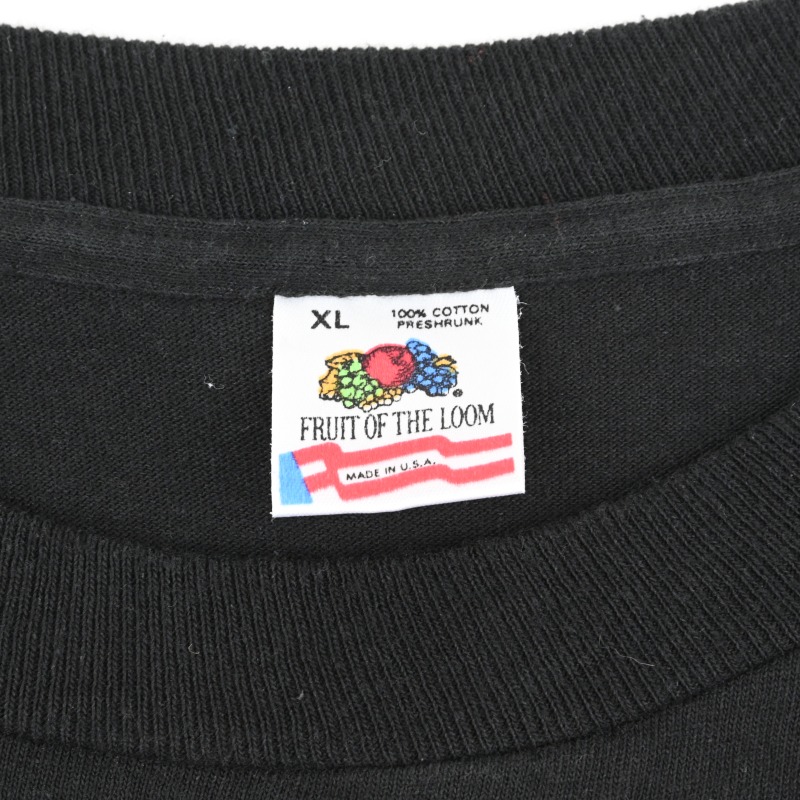 XL
100% COTTON
PRESHRUNK
®
FRUIT OF THE LOOM
MADE IN U.S.A.